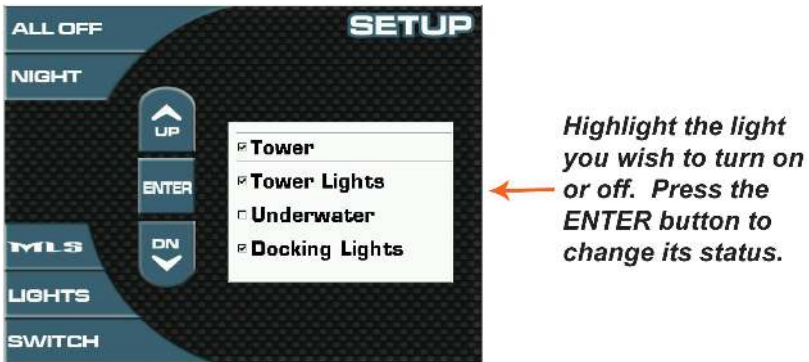 ALL OFF
SETUP
NIGHT
UP
ENTER
DN
MLS
LIGHTS
SWITCH
Tower
Tower Lights
Underwater
Docking Lights
Highlight the light
you wish to turn on
or off. Press the
ENTER button to
change its status.